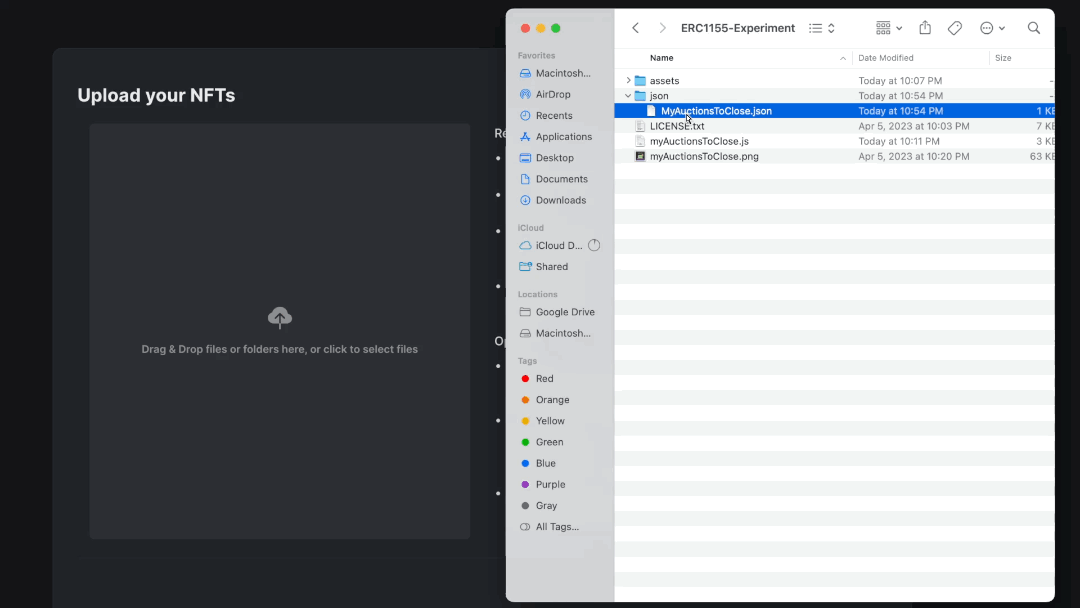 Upload your NFTs
Drag & Drop files or folders here, or click to select files
Re
Op
Favorites
Macintosh...
AirDrop
Recents
Applications
Desktop
Documents
Downloads
iCloud
iCloud D...
Shared
Locations
Google Drive
Macintosh...
Tags
Red
Orange
Yellow
Green
Blue
Purple
Gray
All Tags...
ERC1155-Experiment
Name Date Modified Size
assets Today at 10:07 PM -
json Today at 10:54 PM -
MyAuctionsToClose.json Today at 10:54 PM 1 KB
LICENSE.txt Apr 5, 2023 at 10:03 PM 7 KB
myAuctionsToClose.js Today at 10:11 PM 3 KB
myAuctionsToClose.png Apr 5, 2023 at 10:20 PM 63 KB